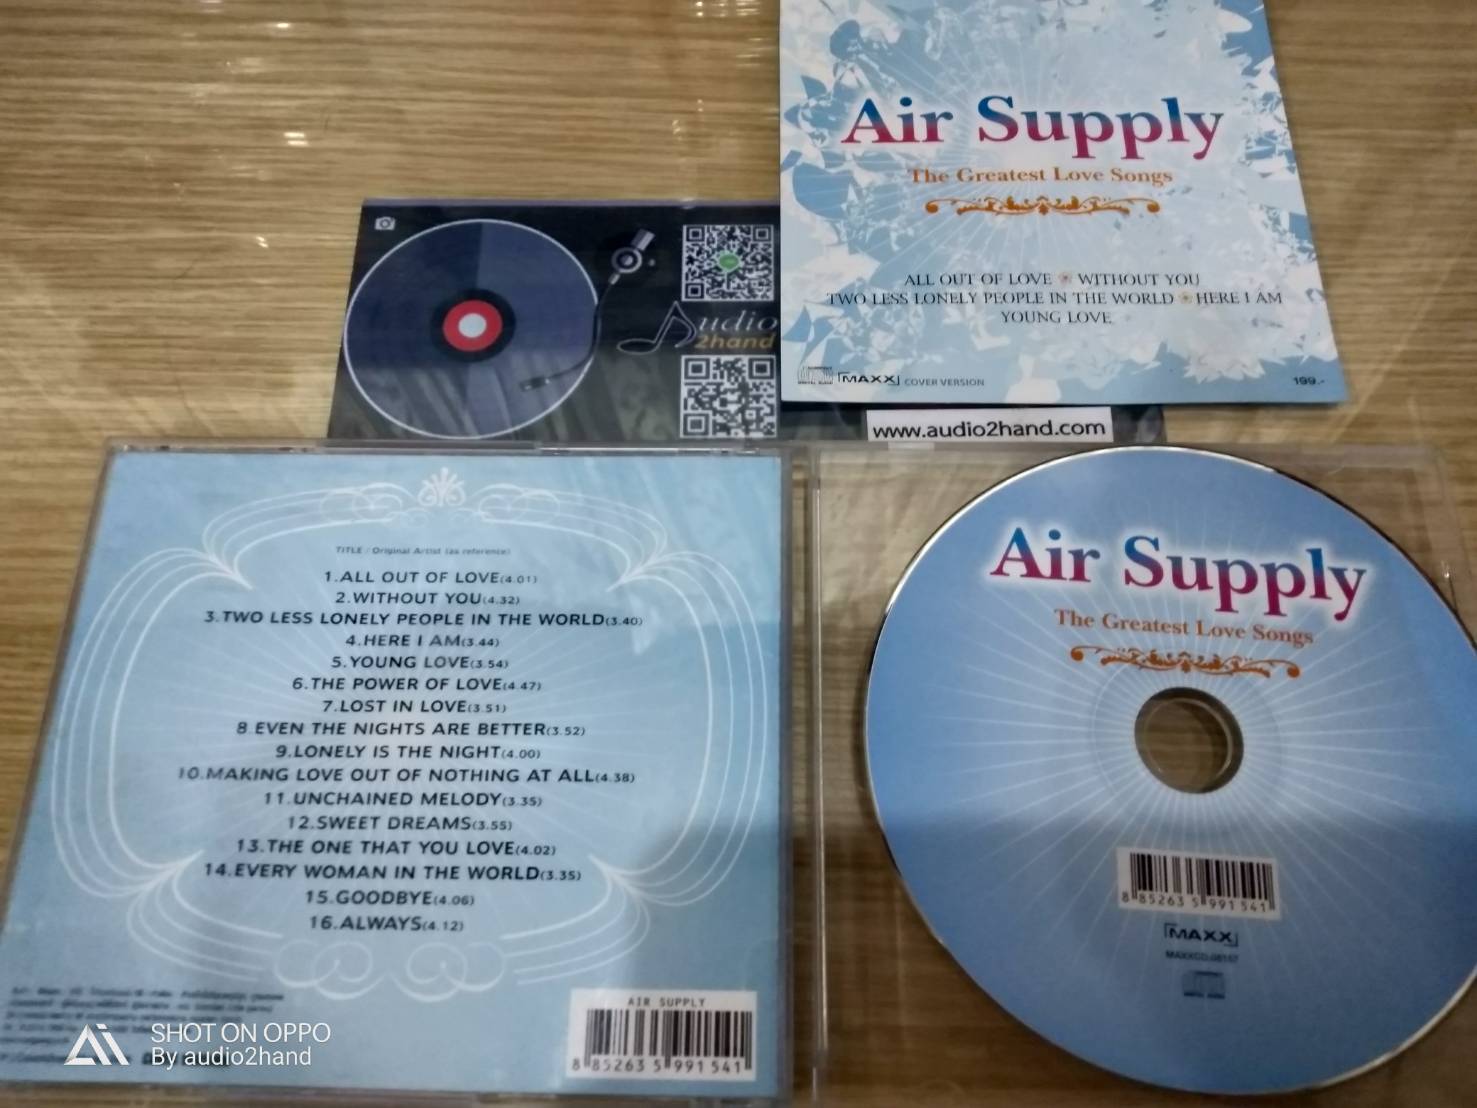 Air Supply
The Greatest Love Songs
ALL OUT OF LOVE WITHOUT YOU
TWO LESS LONELY PEOPLE IN THE WORLD HERE I AM
YOUNG LOVE
MAXX COVER VERSION
199.-
udio
2hand
www.audio2hand.com
TITLE / Original Artist (as reference)
1.ALL OUT OF LOVE(4.01)
2.WITHOUT YOU(4.32)
3.TWO LESS LONELY PEOPLE IN THE WORLD(3.40)
4.HERE I AM(3.44)
5.YOUNG LOVE(3.54)
6.THE POWER OF LOVE(4.47)
7.LOST IN LOVE(3.51)
8.EVEN THE NIGHTS ARE BETTER(3.52)
9.LONELY IS THE NIGHT(4.00)
10.MAKING LOVE OUT OF NOTHING AT ALL(4.38)
11.UNCHAINED MELODY(3.35)
12.SWEET DREAMS(3.55)
13.THE ONE THAT YOU LOVE(4.02)
14.EVERY WOMAN IN THE WORLD(3.35)
15.GOODBYE(4.06)
16.ALWAYS(4.12)
AIR SUPPLY
8 85263 5 991 541
Air Supply
The Greatest Love Songs
8 85263 5 991 541
MAXX
SHOT ON OPPO
By audio2hand